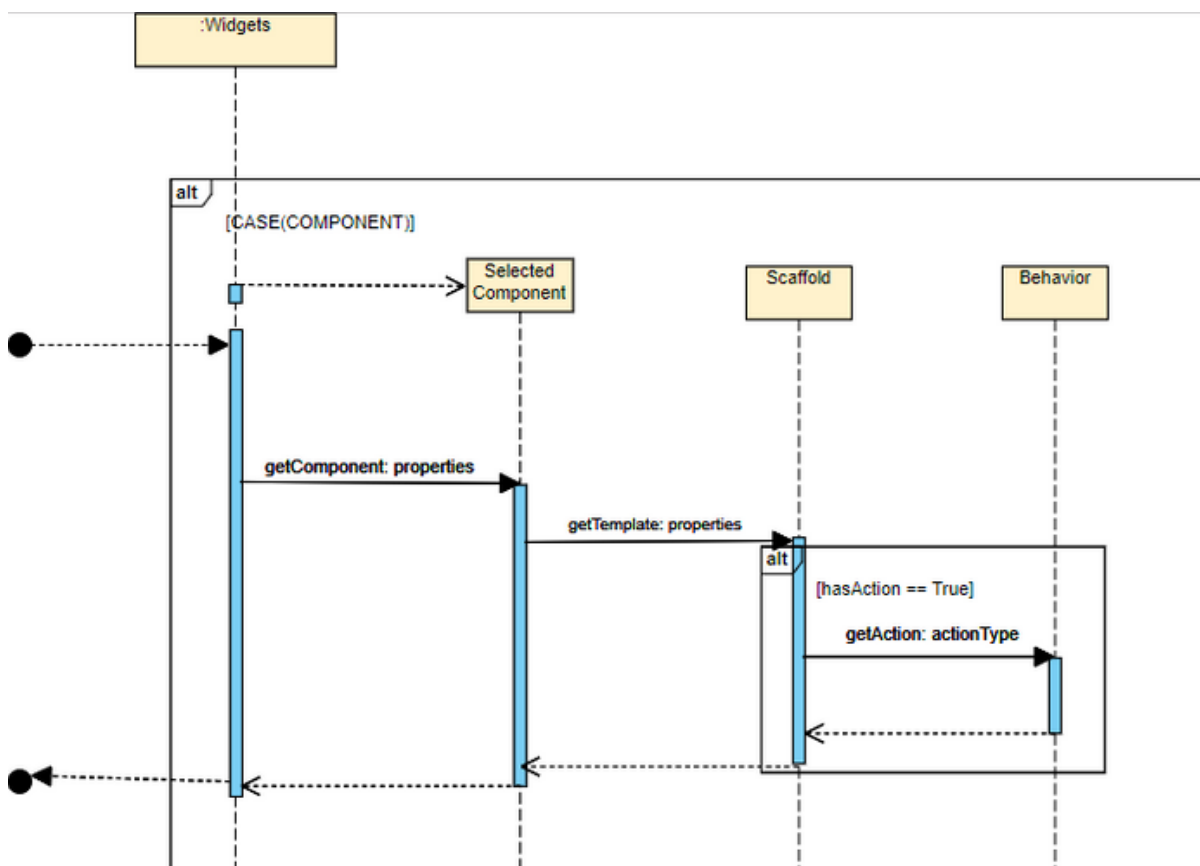 :Widgets
alt
[CASE(COMPONENT)]
Selected
Component
Scaffold
Behavior
getComponent: properties
getTemplate: properties
alt
[hasAction == True]
getAction: actionType